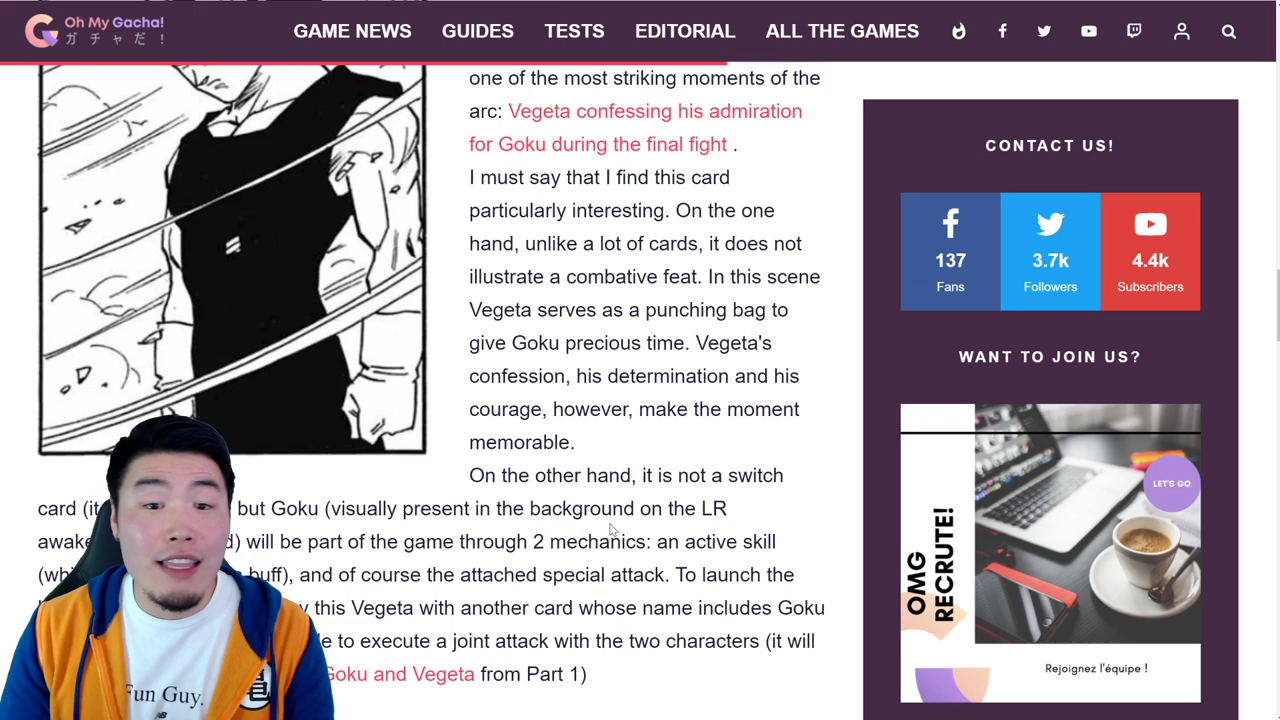 Oh My Gacha!
ガチャだ!
GAME NEWS
GUIDES
TESTS
EDITORIAL
ALL THE GAMES
one of the most striking moments of the
arc: Vegeta confessing his admiration
for Goku during the final fight .
I must say that I find this card
particularly interesting. On the one
hand, unlike a lot of cards, it does not
illustrate a combative feat. In this scene
Vegeta serves as a punching bag to
give Goku precious time. Vegeta's
confession, his determination and his
courage, however, make the moment
memorable.
On the other hand, it is not a switch
card (it but Goku (visually present in the background on the LR
will be part of the game through 2 mechanics: an active skill
buff), and of course the attached special attack. To launch the
this Vegeta with another card whose name includes Goku
to execute a joint attack with the two characters (it will
Goku and Vegeta from Part 1)
CONTACT US!
137
Fans
3.7k
Followers
4.4k
Subscribers
WANT TO JOIN US?
LET'S GO
OMG
RECRUTE!
Rejoignez l'équipe !
Fun Guy.